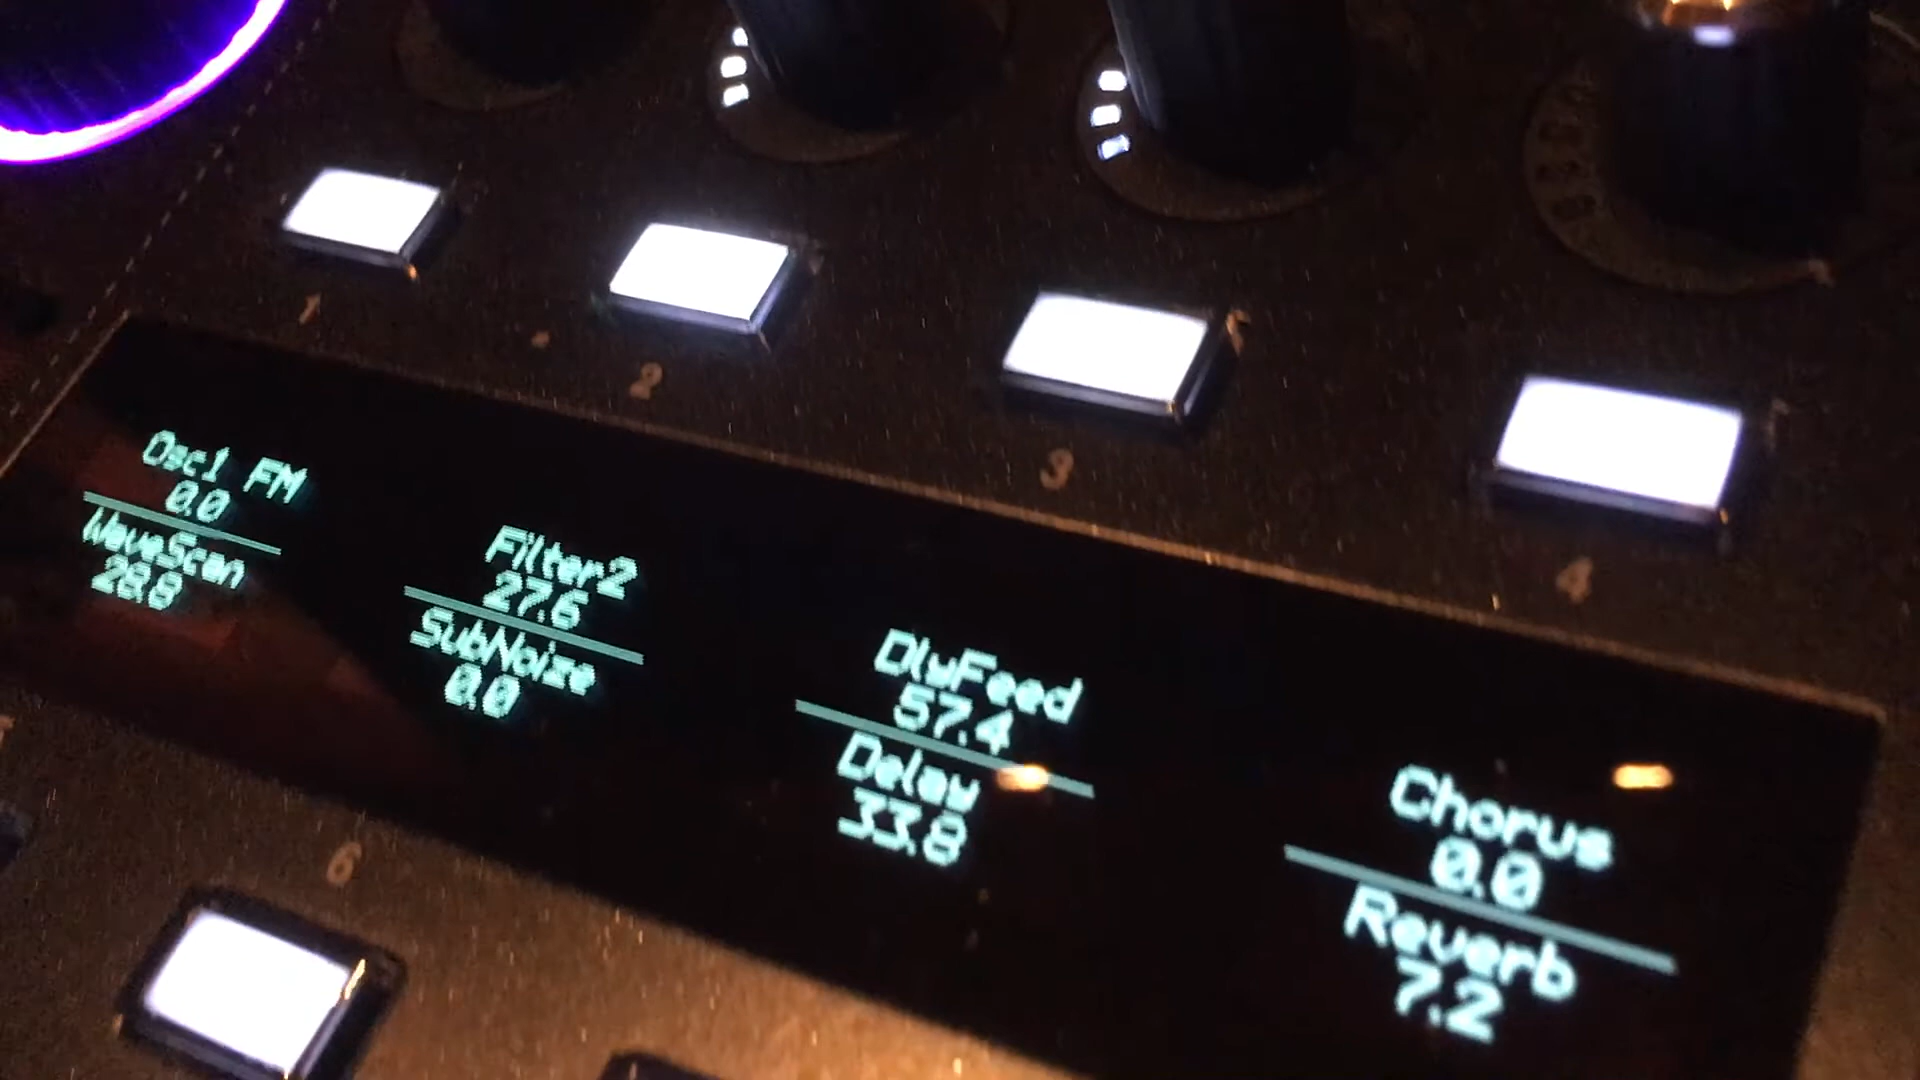 1
2
3
4
Osc1 FM
0.0
WaveScan
28.8
Filter2
27.6
SubNoize
0.0
DlyFeed
57.4
Delay
33.8
Chorus
0.0
Reverb
7.2
6